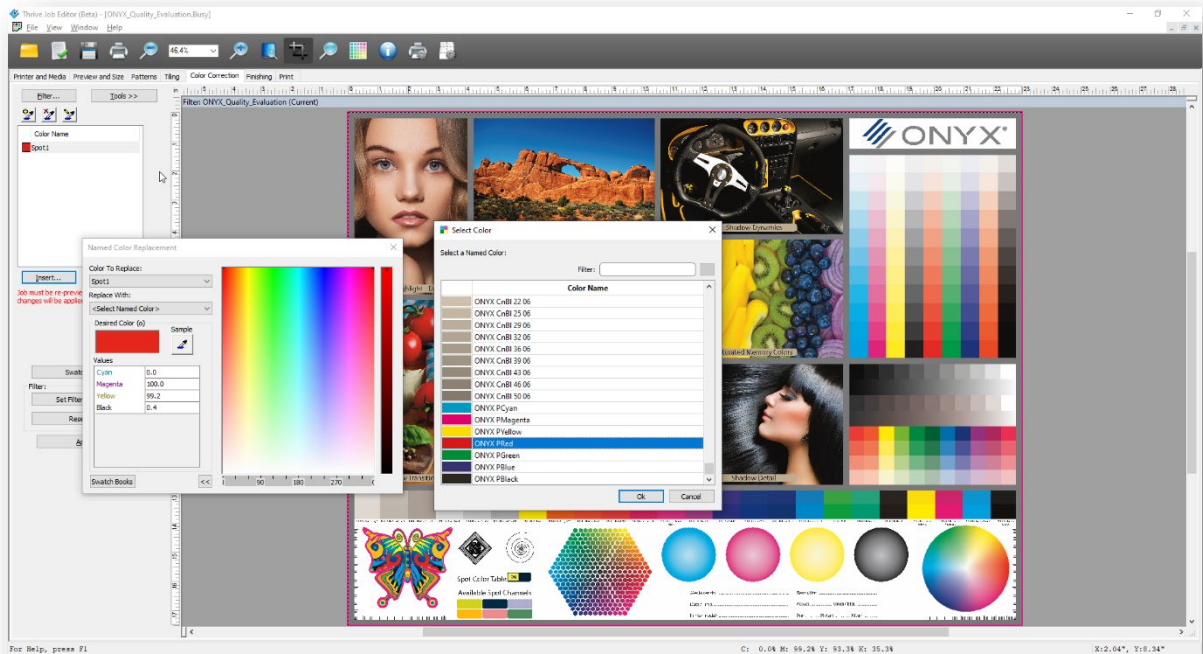 Thrive Job Editor (Beta) - [ONYX_Quality_Evaluation.Busy]
File View Window Help
46.4%
Printer and Media Preview and Size Patterns Tiling Color Correction Finishing Print
Filter... Tools >>
Filter: ONYX_Quality_Evaluation (Current)
Color Name
Spot1
ONYX
Shadow Dynamics
Insert...
Job must be re-previe
changes will be applie
Swatc
Filter:
Set Filter
Rese
Ap
Named Color Replacement
Color To Replace:
Spot1
Replace With:
<Select Named Color>
Desired Color (o)
Sample
Values
Cyan 0.0
Magenta 100.0
Yellow 99.2
Black 0.4
Swatch Books <<
90 180 270
Select Color
Select a Named Color:
Filter:
Color Name
ONYX CnBl 22 06
ONYX CnBl 25 06
ONYX CnBl 29 06
ONYX CnBl 32 06
ONYX CnBl 36 06
ONYX CnBl 39 06
ONYX CnBl 43 06
ONYX CnBl 46 06
ONYX CnBl 50 06
ONYX PCyan
ONYX PMagenta
ONYX PYellow
ONYX PRed
ONYX PGreen
ONYX PBlue
ONYX PBlack
Ok Cancel
Memory Colors
Shadow Detail
Spot Color Table
Available Spot Channels
For Help, press F1
C: 0.0% M: 99.2% Y: 93.3% K: 35.3%
X:2.04", Y:8.34"